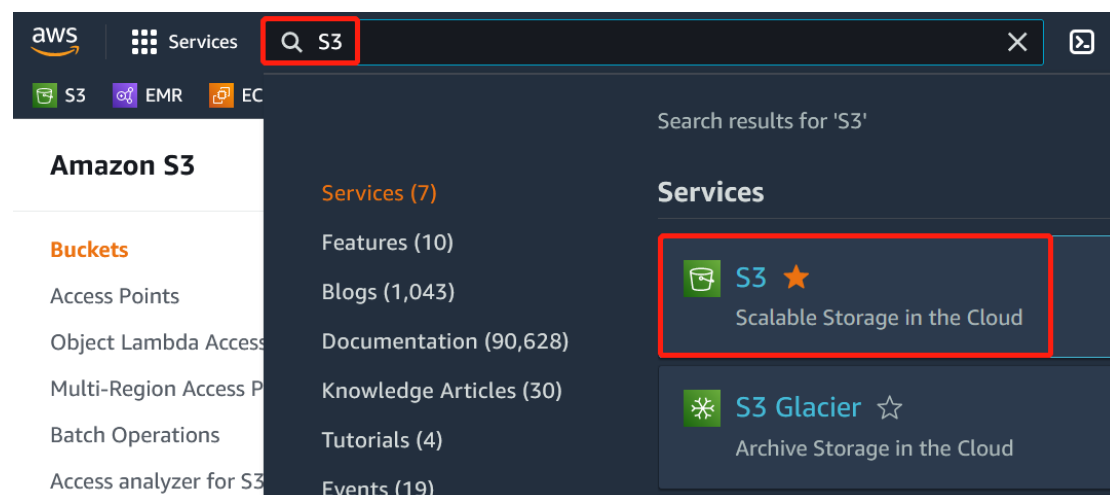 aws Services S3
S3 EMR EC
Search results for 'S3'
Amazon S3
Buckets
Access Points
Object Lambda Access
Multi-Region Access P
Batch Operations
Access analyzer for S3
Services (7)
Features (10)
Blogs (1,043)
Documentation (90,628)
Knowledge Articles (30)
Tutorials (4)
Events (19)
Services
S3
Scalable Storage in the Cloud
S3 Glacier
Archive Storage in the Cloud